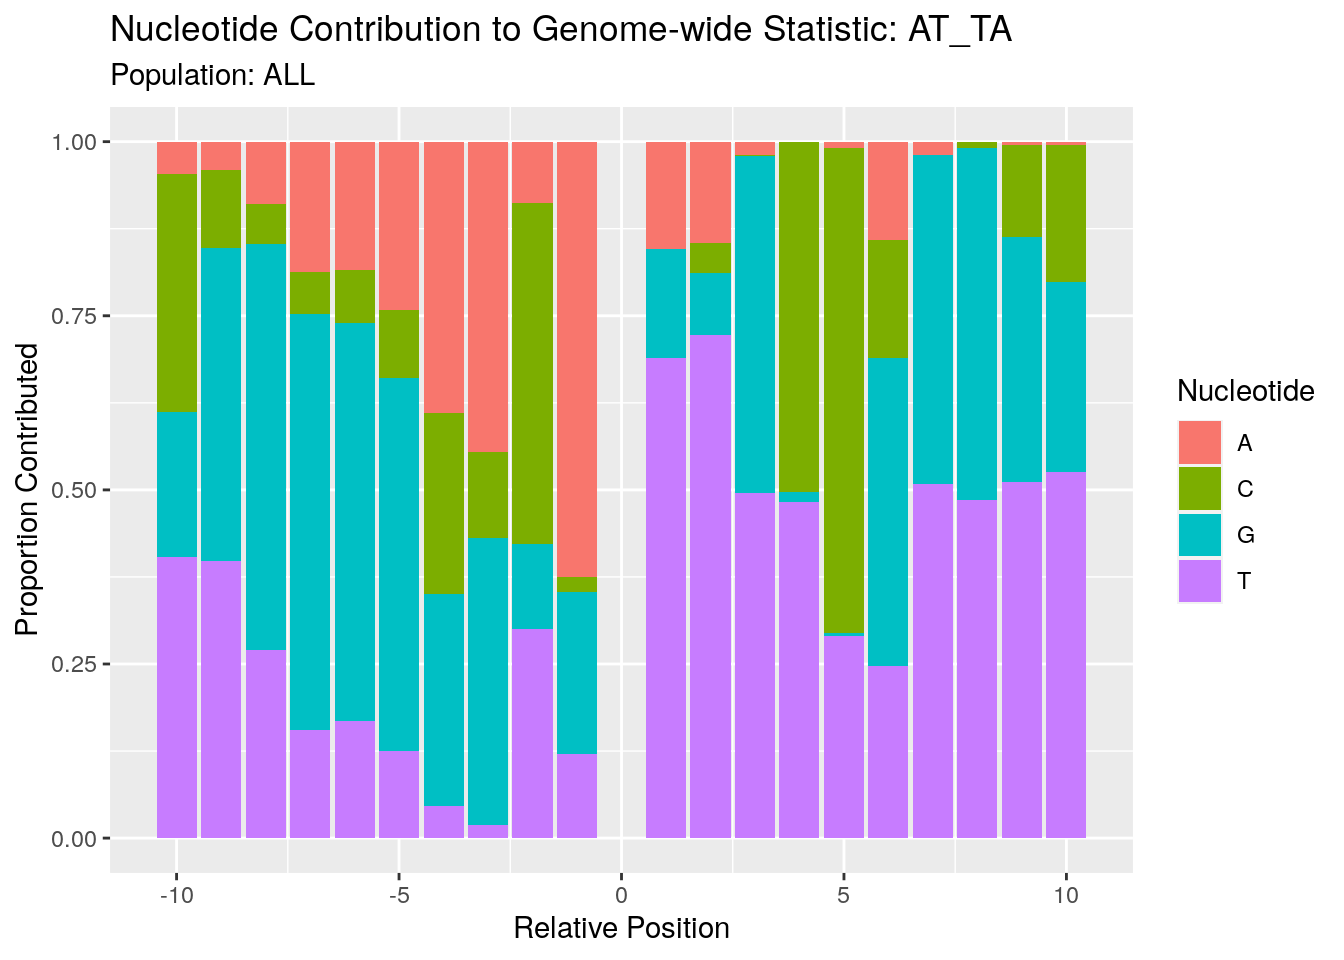 Nucleotide Contribution to Genome-wide Statistic: AT_TA
Population: ALL
1.00
0.75
0.50
0.25
0.00
Proportion Contributed
-10
-5
0
5
10
Relative Position
Nucleotide
A
C
G
T